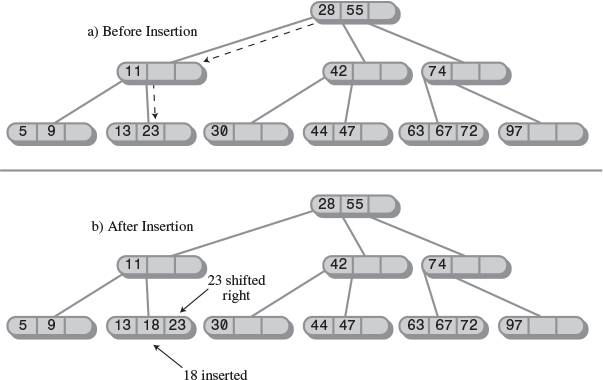 28 55
a) Before Insertion
11 42 74
5 9 13 23 30 44 47 63 67 72 97
28 55
b) After Insertion
11 42 74
23 shifted
right
5 9 13 18 23 30 44 47 63 67 72 97
18 inserted